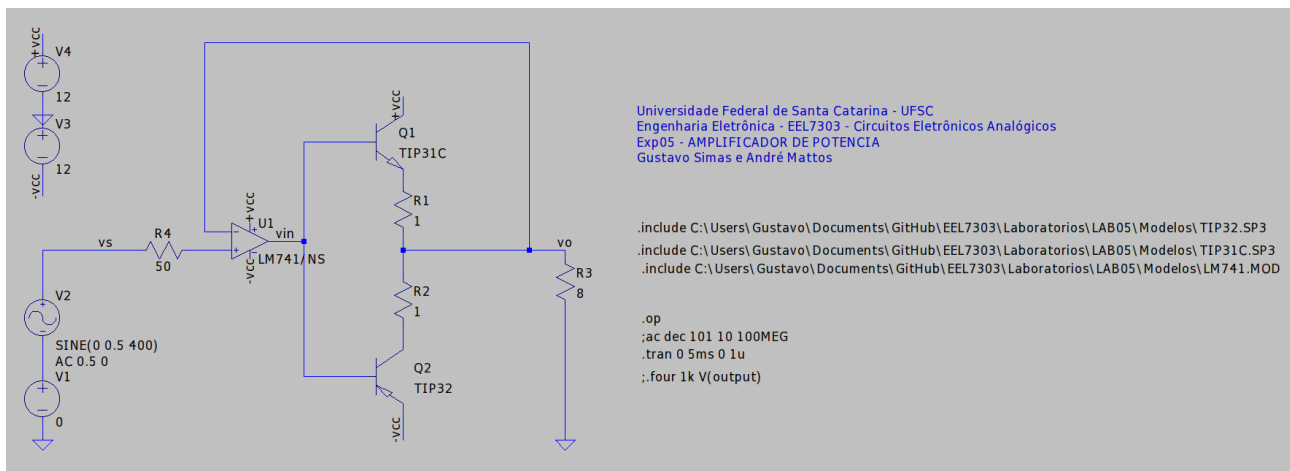 +vcc
V4
12
V3
12
-vcc
vs
R4
50
V2
SINE(0 0.5 400)
AC 0.5 0
V1
0
+vcc
U1
vin
LM741/NS
-vcc
+vcc
Q1
TIP31C
R1
1
R2
1
Q2
TIP32
-vcc
vo
R3
8
Universidade Federal de Santa Catarina - UFSC
Engenharia Eletrônica - EEL7303 - Circuitos Eletrônicos Analógicos
Exp05 - AMPLIFICADOR DE POTENCIA
Gustavo Simas e André Mattos
.include C:\Users\Gustavo\Documents\GitHub\EEL7303\Laboratorios\LAB05\Modelos\TIP32.SP3
.include C:\Users\Gustavo\Documents\GitHub\EEL7303\Laboratorios\LAB05\Modelos\TIP31C.SP3
.include C:\Users\Gustavo\Documents\GitHub\EEL7303\Laboratorios\LAB05\Modelos\LM741.MOD
.op
;ac dec 101 10 100MEG
.tran 0 5ms 0 1u
;.four 1k V(output)